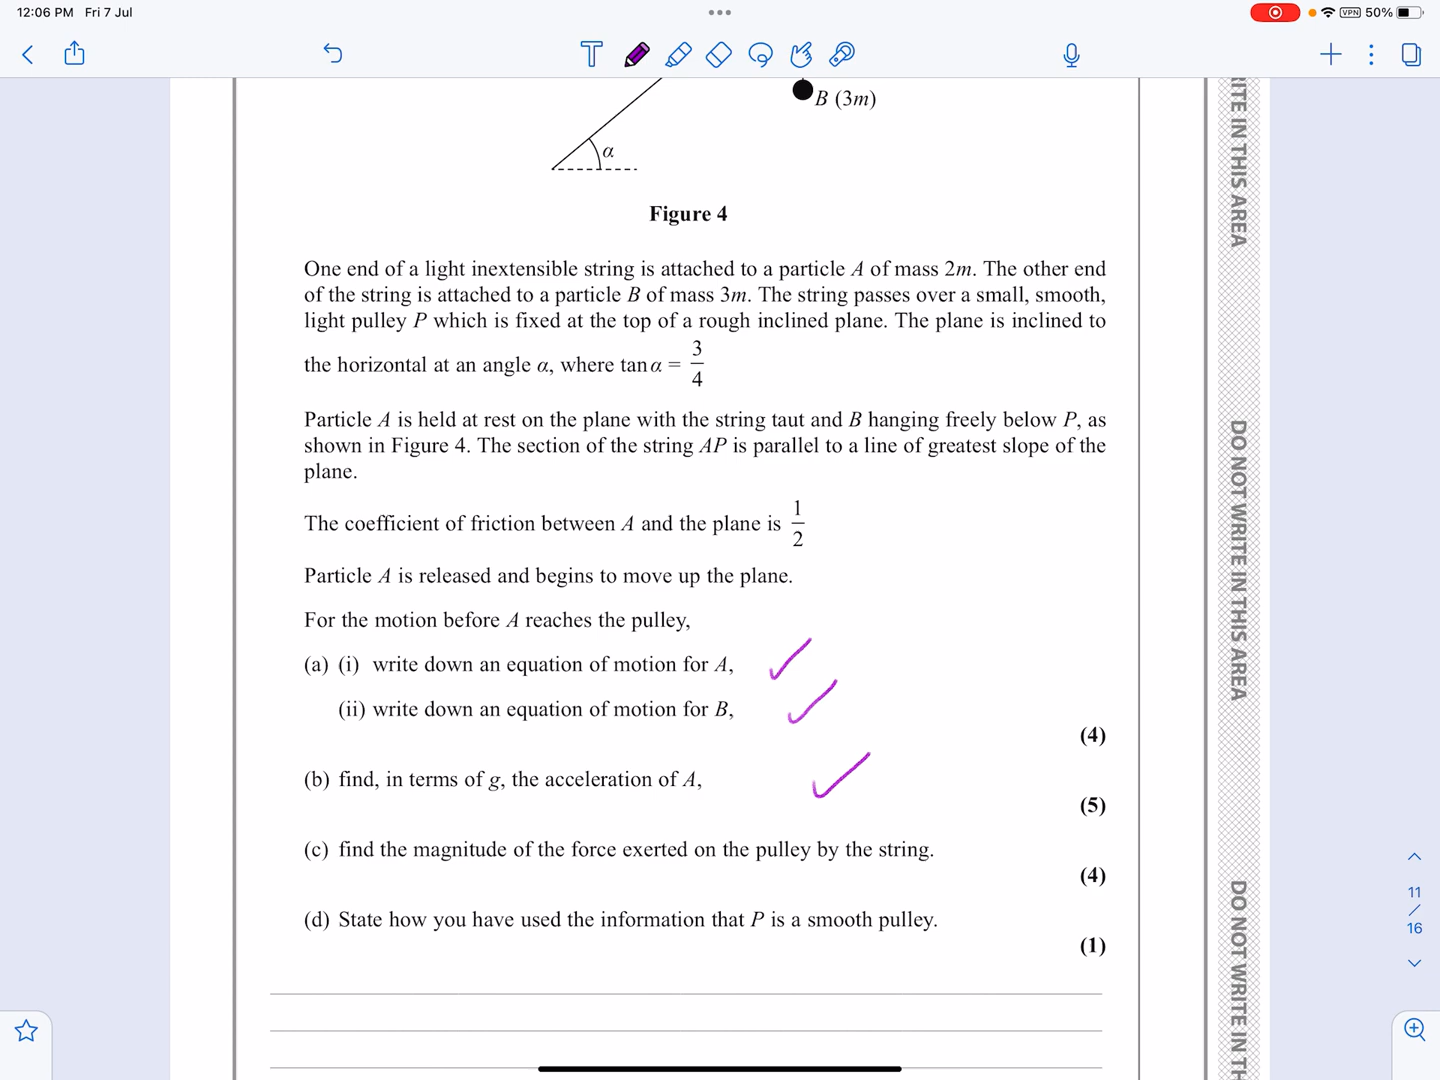 12:06 PM Fri 7 Jul
VPN 50%
T
B (3m)
α
Figure 4
One end of a light inextensible string is attached to a particle A of mass 2m. The other end
of the string is attached to a particle B of mass 3m. The string passes over a small, smooth,
light pulley P which is fixed at the top of a rough inclined plane. The plane is inclined to
the horizontal at an angle α, where tan α = 3/4
Particle A is held at rest on the plane with the string taut and B hanging freely below P, as
shown in Figure 4. The section of the string AP is parallel to a line of greatest slope of the
plane.
The coefficient of friction between A and the plane is 1/2
Particle A is released and begins to move up the plane.
For the motion before A reaches the pulley,
(a) (i) write down an equation of motion for A,
(ii) write down an equation of motion for B,
(4)
(b) find, in terms of g, the acceleration of A,
(5)
(c) find the magnitude of the force exerted on the pulley by the string.
(4)
(d) State how you have used the information that P is a smooth pulley.
(1)
RITE IN THIS AREA
DO NOT WRITE IN THIS AREA
DO NOT WRITE IN TH
11
/
16